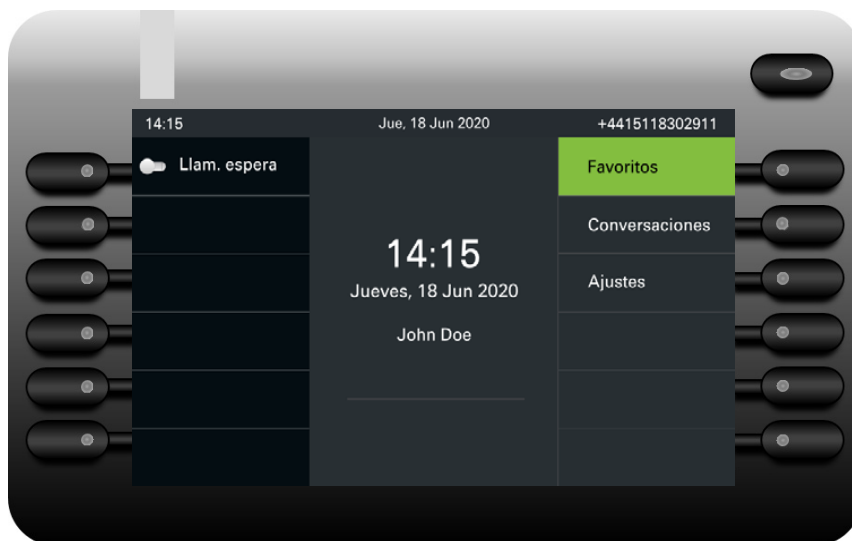 14:15 Jue, 18 Jun 2020 +4415118302911
Llam. espera
Favoritos
Conversaciones
Ajustes
14:15
Jueves, 18 Jun 2020
John Doe